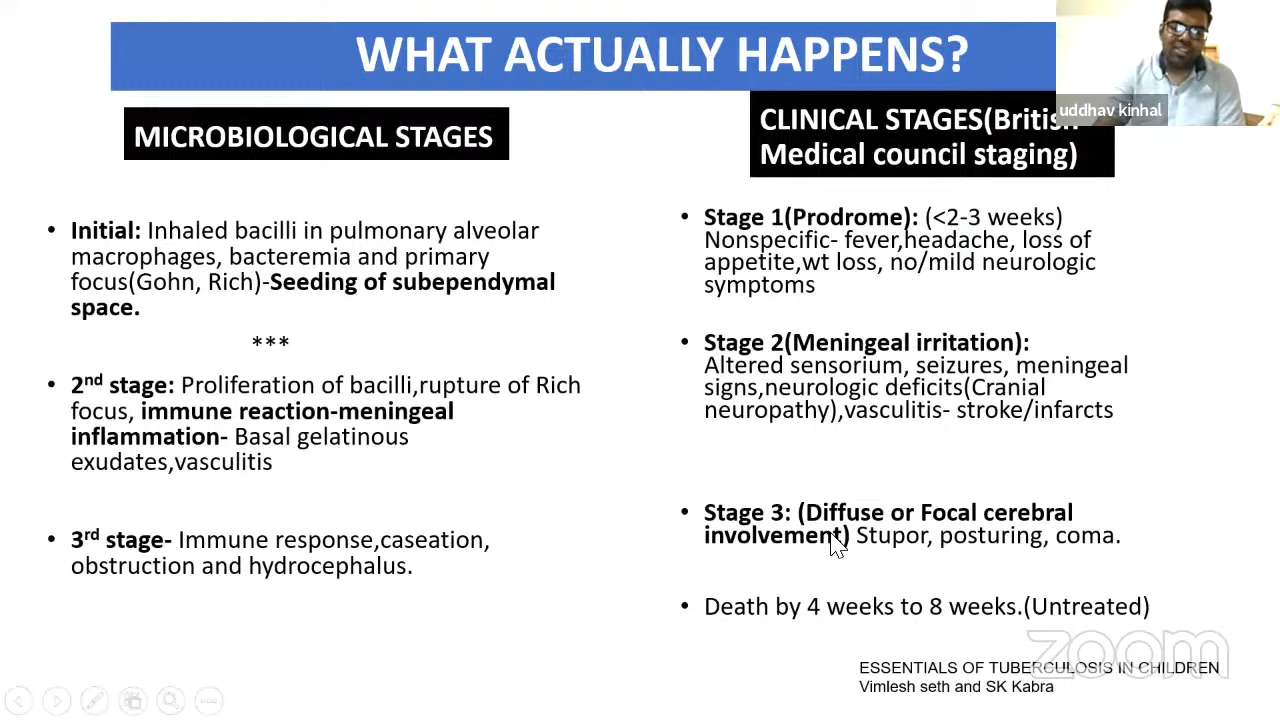 WHAT ACTUALLY HAPPENS?
uddhav kinhal
MICROBIOLOGICAL STAGES
• Initial: Inhaled bacilli in pulmonary alveolar
macrophages, bacteremia and primary
focus(Gohn, Rich)-Seeding of subependymal
space.
***
• 2nd stage: Proliferation of bacilli,rupture of Rich
focus, immune reaction-meningeal
inflammation- Basal gelatinous
exudates,vasculitis
• 3rd stage- Immune response,caseation,
obstruction and hydrocephalus.
CLINICAL STAGES(British
Medical council staging)
• Stage 1(Prodrome): (<2-3 weeks)
Nonspecific- fever,headache, loss of
appetite,wt loss, no/mild neurologic
symptoms
• Stage 2(Meningeal irritation):
Altered sensorium, seizures, meningeal
signs,neurologic deficits(Cranial
neuropathy),vasculitis- stroke/infarcts
• Stage 3: (Diffuse or Focal cerebral
involvement) Stupor, posturing, coma.
• Death by 4 weeks to 8 weeks.(Untreated)
zoom
ESSENTIALS OF TUBERCULOSIS IN CHILDREN
Vimlesh seth and SK Kabra